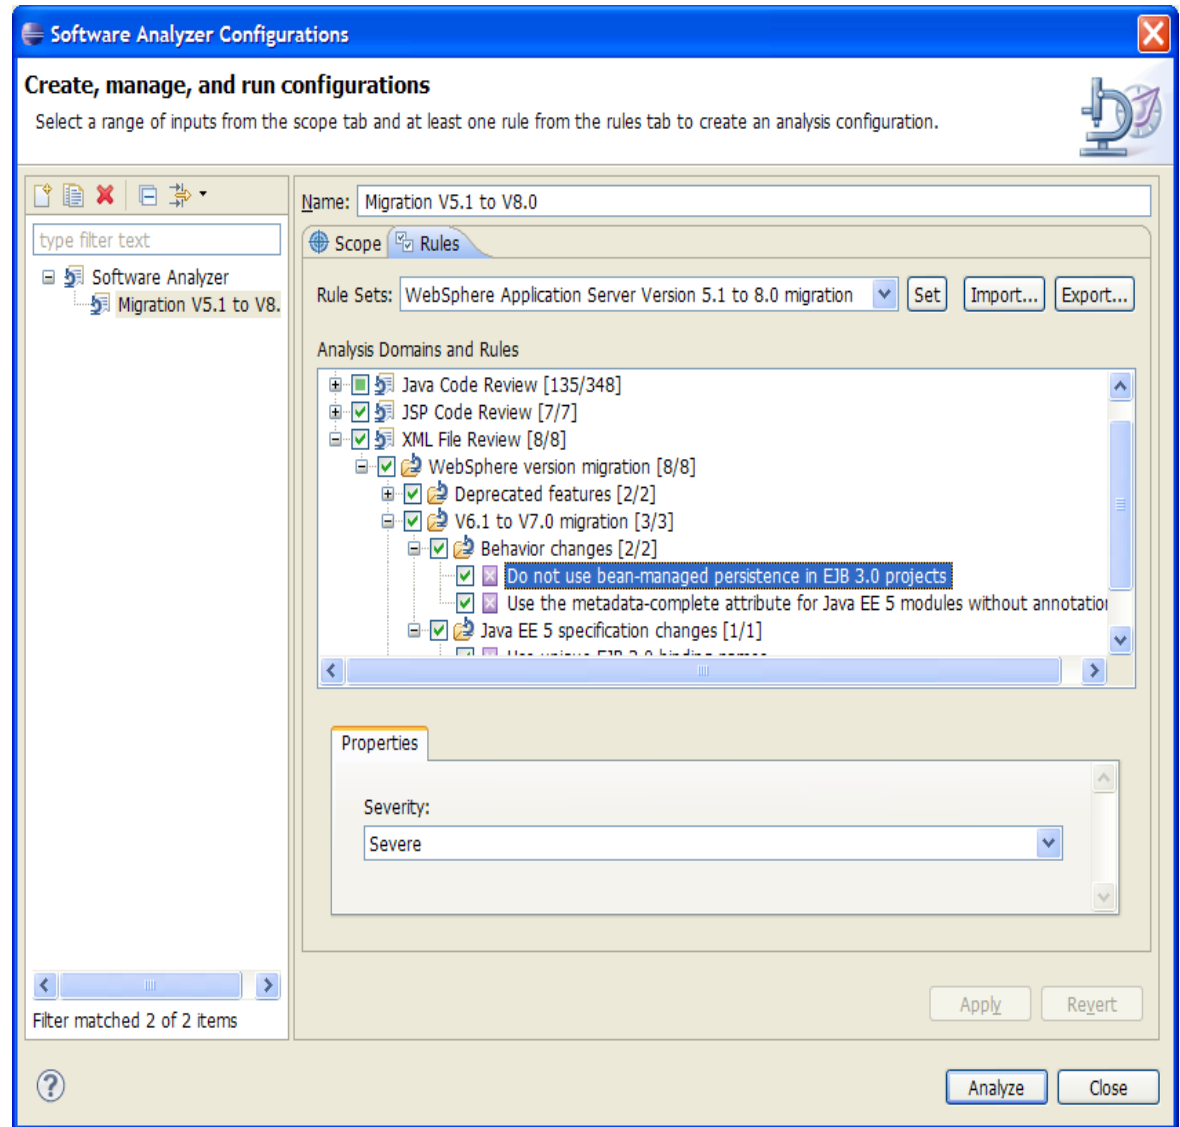 Software Analyzer Configurations
Create, manage, and run configurations
Select a range of inputs from the scope tab and at least one rule from the rules tab to create an analysis configuration.
type filter text
Software Analyzer
Migration V5.1 to V8.
Filter matched 2 of 2 items
Name: Migration V5.1 to V8.0
Scope Rules
Rule Sets: WebSphere Application Server Version 5.1 to 8.0 migration Set Import... Export...
Analysis Domains and Rules
Java Code Review [135/348]
JSP Code Review [7/7]
XML File Review [8/8]
WebSphere version migration [8/8]
Deprecated features [2/2]
V6.1 to V7.0 migration [3/3]
Behavior changes [2/2]
Do not use bean-managed persistence in EJB 3.0 projects
Use the metadata-complete attribute for Java EE 5 modules without annotatio
Java EE 5 specification changes [1/1]
Use unique EJB 3.0 binding names
Properties
Severity:
Severe
Apply Revert
Analyze Close